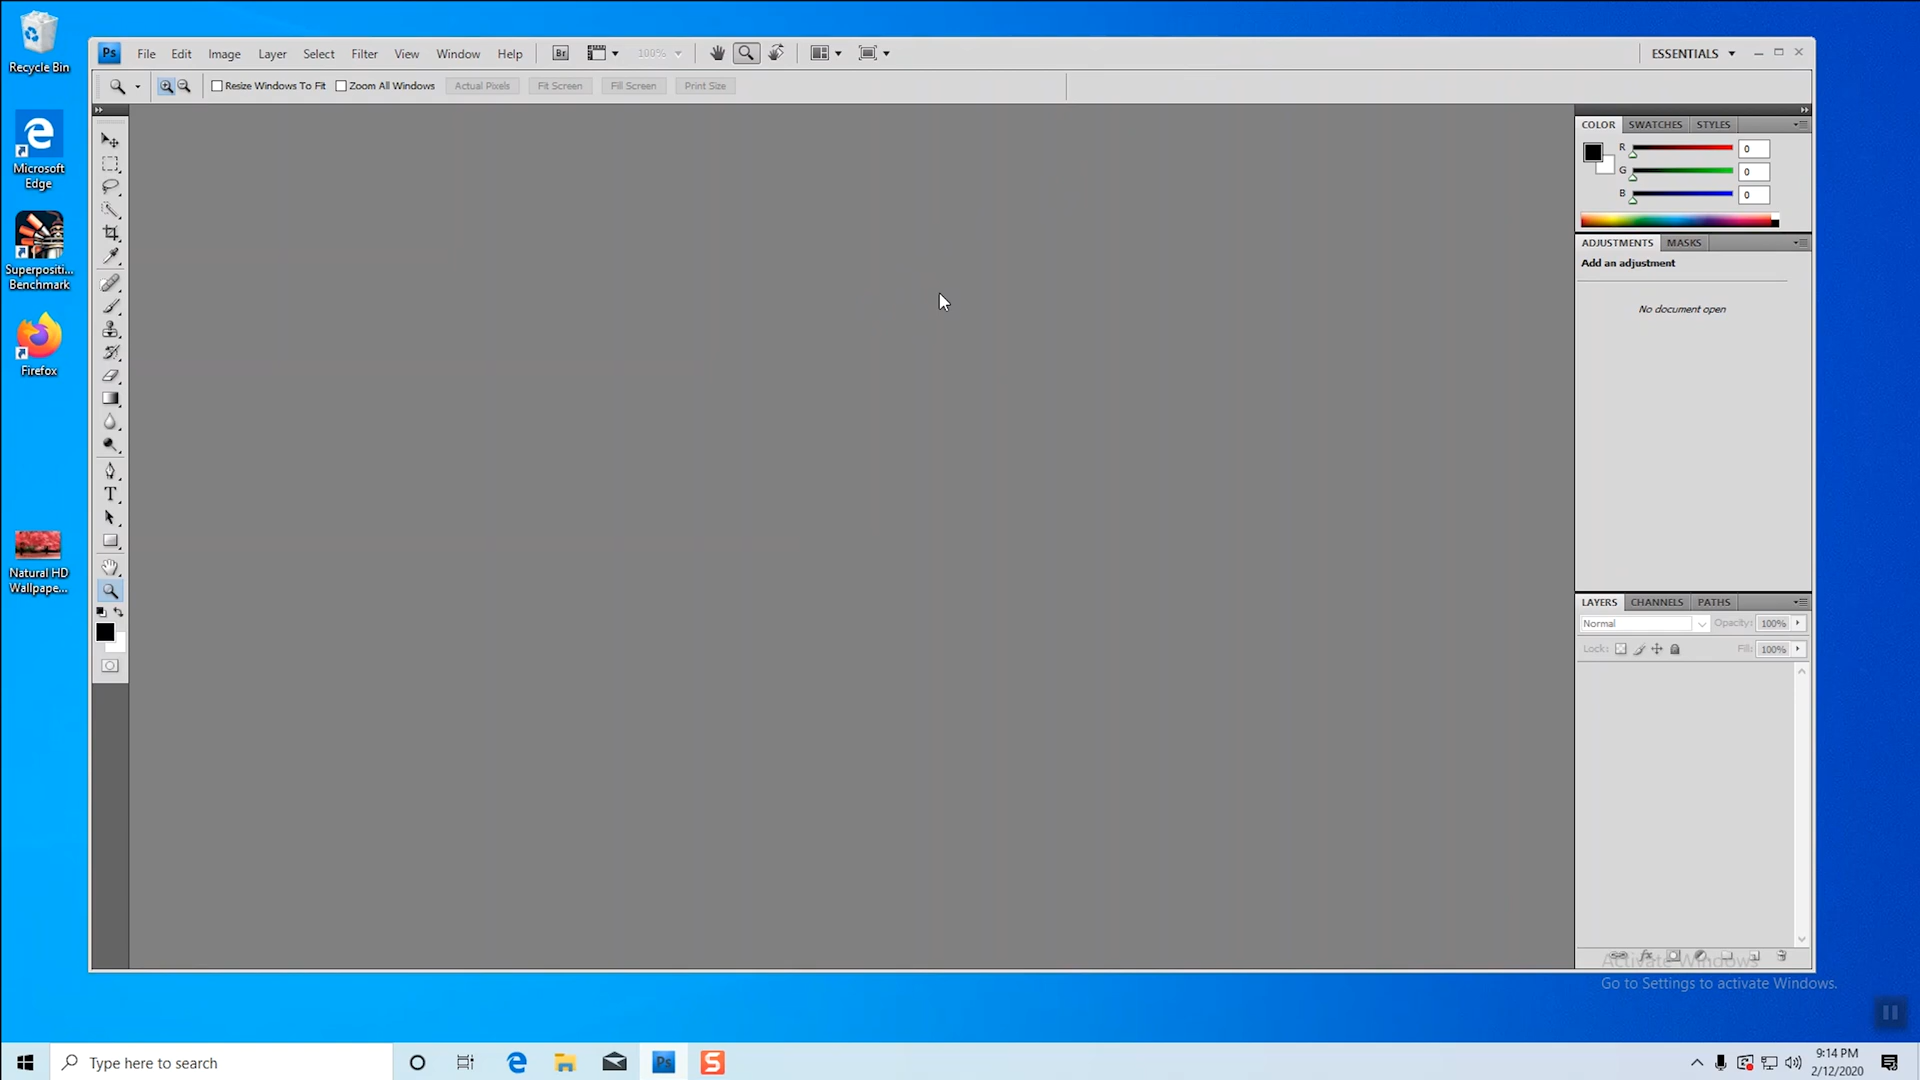 Recycle Bin
Microsoft
Edge
Superpositi...
Benchmark
Firefox
Natural HD
Wallpape...
Ps
File Edit Image Layer Select Filter View Window Help
Br
100%
ESSENTIALS
Resize Windows To Fit
Zoom All Windows
Actual Pixels
Fit Screen
Fill Screen
Print Size
T
COLOR SWATCHES STYLES
R 0
G 0
B 0
ADJUSTMENTS MASKS
Add an adjustment
No document open
LAYERS CHANNELS PATHS
Normal Opacity: 100%
Lock: Fill: 100%
fx
Activate Windows
Go to Settings to activate Windows.
Type here to search
Ps
S
9:14 PM
2/12/2020